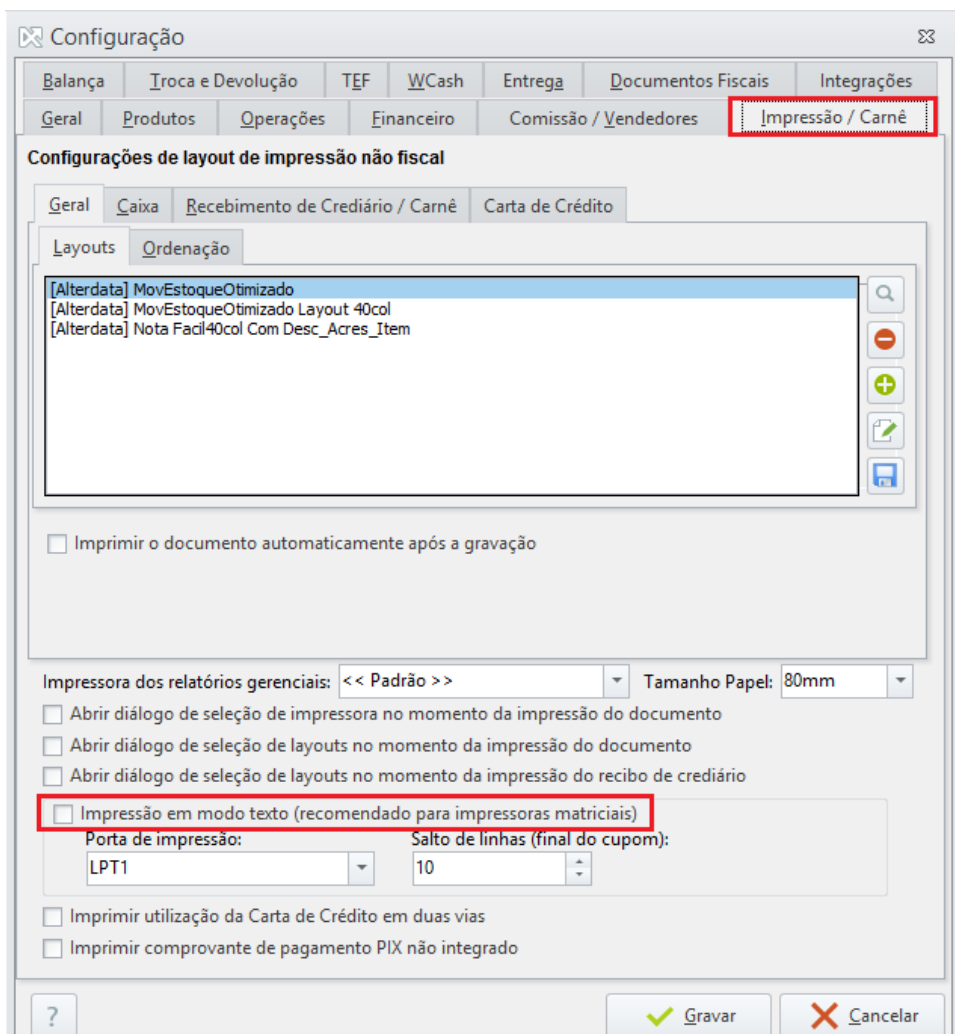 Configuração
Balança Troca e Devolução TEF WCash Entrega Documentos Fiscais Integrações
Geral Produtos Operações Financeiro Comissão / Vendedores Impressão / Carnê
Configurações de layout de impressão não fiscal
Geral Caixa Recebimento de Crediário / Carnê Carta de Crédito
Layouts Ordenação
[Alterdata] MovEstoqueOtimizado
[Alterdata] MovEstoqueOtimizado Layout 40col
[Alterdata] Nota Facil40col Com Desc_Acres_Item
Imprimir o documento automaticamente após a gravação
Impressora dos relatórios gerenciais: << Padrão >> Tamanho Papel: 80mm
Abrir diálogo de seleção de impressora no momento da impressão do documento
Abrir diálogo de seleção de layouts no momento da impressão do documento
Abrir diálogo de seleção de layouts no momento da impressão do recibo de crediário
Impressão em modo texto (recomendado para impressoras matriciais)
Porta de impressão: Salto de linhas (final do cupom):
LPT1 10
Imprimir utilização da Carta de Crédito em duas vias
Imprimir comprovante de pagamento PIX não integrado
? Gravar Cancelar